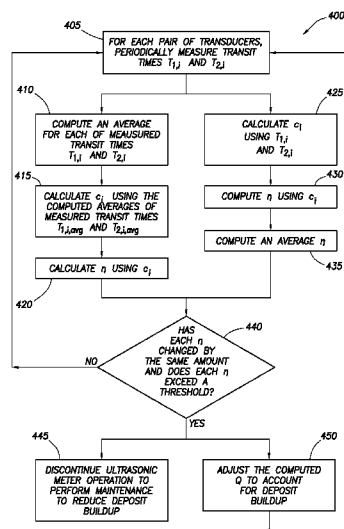 400
405
FOR EACH PAIR OF TRANSDUCERS,
PERIODICALLY MEASURE TRANSIT
TIMES T1,i AND T2,i
410
COMPUTE AN AVERAGE
FOR EACH OF MEAUSURED
TRANSIT TIMES
T1,i AND T2,i
425
CALCULATE ci
USING T1,i
AND T2,i
415
CALCULATE ci USING THE
COMPUTED AVERAGES OF
MEASURED TRANSIT TIMES
T1,i,avg AND T2,i,avg
430
COMPUTE η USING ci
COMPUTE AN AVERAGE η
435
CALCULATE η USING ci
420
440
HAS
EACH η
CHANGED BY
THE SAME AMOUNT
AND DOES EACH η
EXCEED A
THRESHOLD?
NO
YES
445
DISCONTINUE ULTRASONIC
METER OPERATION TO
PERFORM MAINTENANCE
TO REDUCE DEPOSIT
BUILDUP
450
ADJUST THE COMPUTED
Q TO ACCOUNT
FOR DEPOSIT
BUILDUP